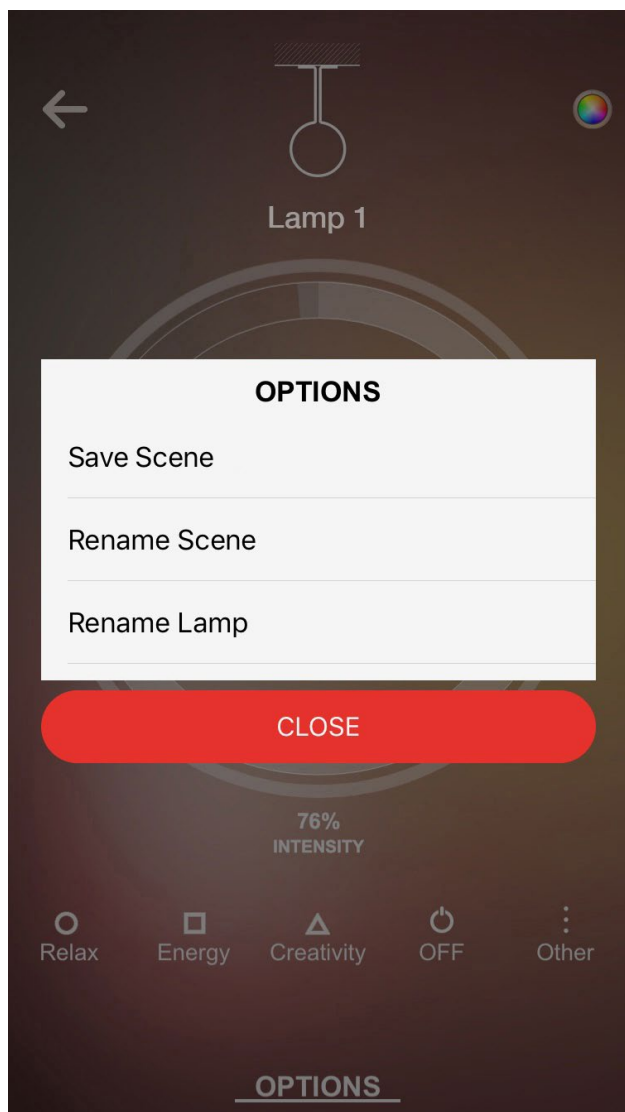 Lamp 1
OPTIONS
Save Scene
Rename Scene
Rename Lamp
CLOSE
76%
INTENSITY
Relax Energy Creativity OFF Other
OPTIONS